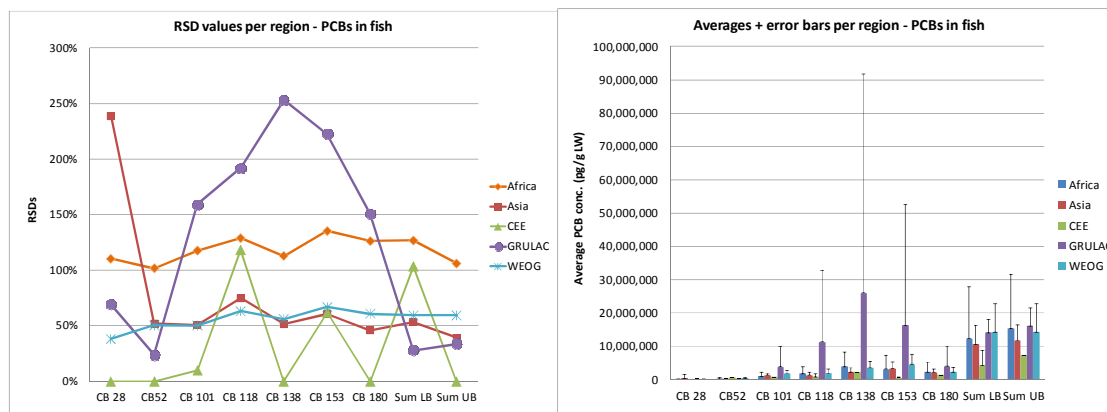 RSD values per region - PCBs in fish
300%
250%
200%
150%
100%
50%
0%
RSDs
CB 28 CB52 CB 101 CB 118 CB 138 CB 153 CB 180 Sum LB Sum UB
Africa
Asia
CEE
GRULAC
WEOG
Averages + error bars per region - PCBs in fish
100,000,000
90,000,000
80,000,000
70,000,000
60,000,000
50,000,000
40,000,000
30,000,000
20,000,000
10,000,000
0
Average PCB conc. (pg/g LW)
CB 28 CB52 CB 101 CB 118 CB 138 CB 153 CB 180 Sum LB Sum UB
Africa
Asia
CEE
GRULAC
WEOG